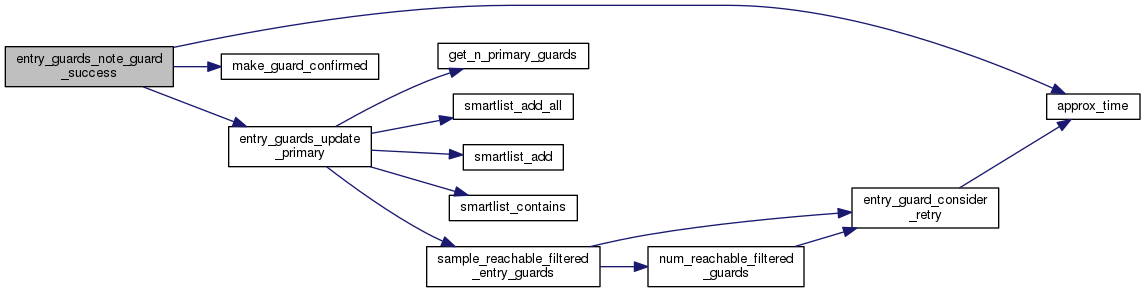 entry_guards_note_guard
_success
make_guard_confirmed
entry_guards_update
_primary
get_n_primary_guards
smartlist_add_all
smartlist_add
smartlist_contains
sample_reachable_filtered
_entry_guards
num_reachable_filtered
_guards
entry_guard_consider
_retry
approx_time